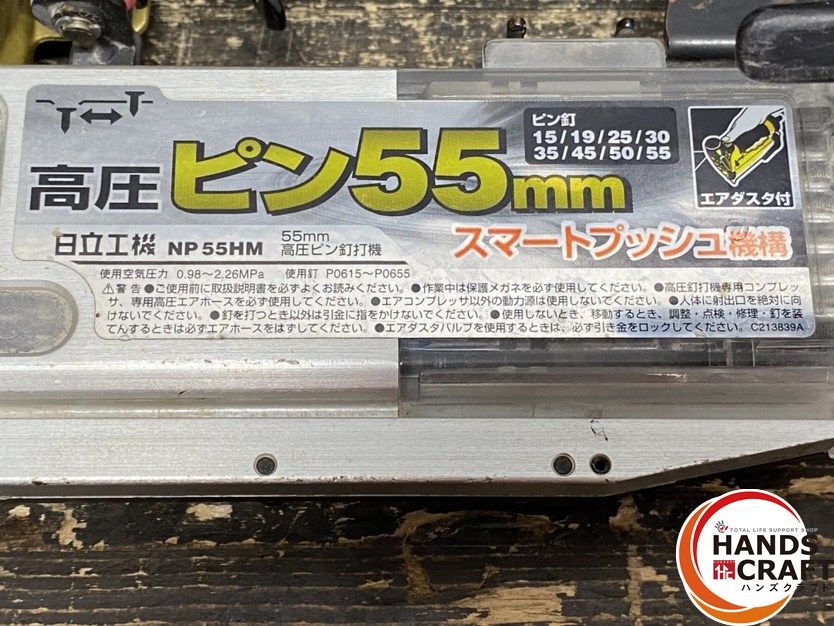 高圧ピン55mm
ピン釘
15/19/25/30
35/45/50/55
エアダスタ付
日立工機 NP55HM 55mm
高圧ピン釘打機
スマートプッシュ機構
使用空気圧力 0.98〜2.26MPa 使用釘 P0615〜P0655
⚠警告 ●ご使用前に取扱説明書を必ずよくお読みください。●作業中は保護メガネを必ず使用してください。●高圧釘打機専用コンプレッ
サ、専用高圧エアホースを必ず使用してください。●エアコンプレッサ以外の動力源は使用しないでください。●人体に射出口を絶対に向
けないでください。●釘を打つとき以外は引金に指をかけないでください。●使用しないとき、移動するとき、調整・点検・修理・釘を装
てんするときは必ずエアホースをはずしてください。●エアダスタバルブを使用するときは、必ず引き金をロックしてください。C213839A
TOTAL LIFE SUPPORT SHOP
HANDS
CRAFT
ハンズクラフト